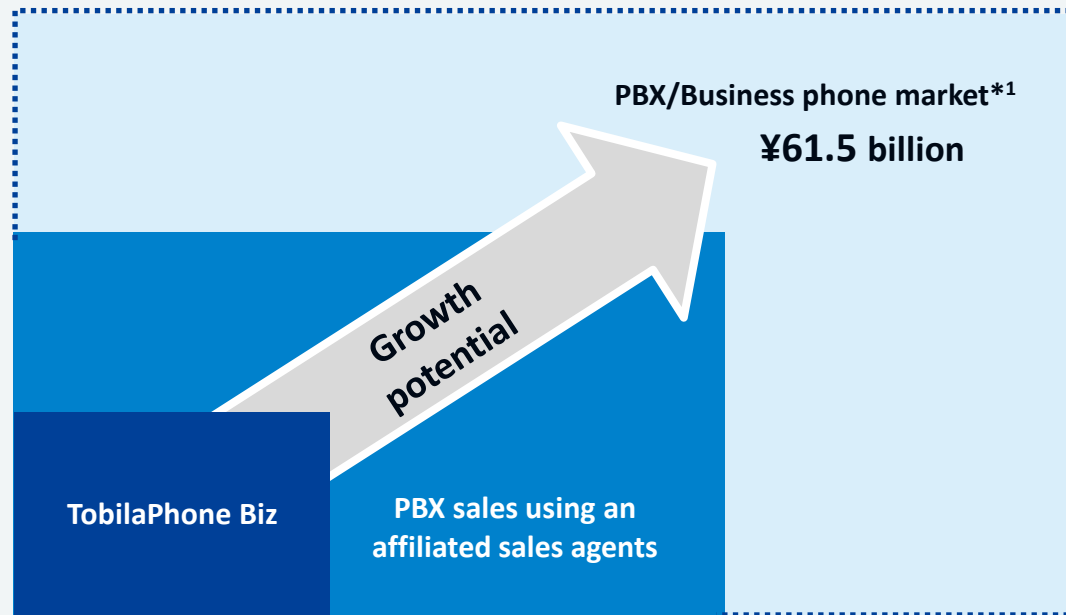 PBX/Business phone market*1
¥61.5 billion
Growth
potential
TobilaPhone Biz
PBX sales using an
affiliated sales agents